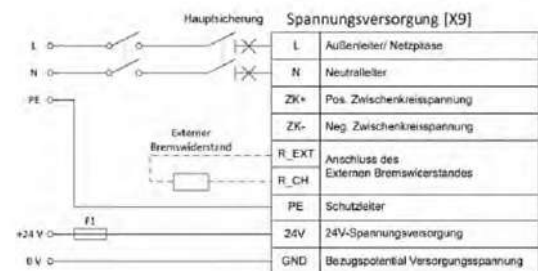 Hauptsicherung
Spannungsversorgung [X9]
L
L
Außenleiter/ Netzphase
N
N
Neutralleiter
ZK+
Pos. Zwischenkreisspannung
PE
ZK-
Neg. Zwischenkreisspannung
Externer
Bremswiderstand
R_EXT
R_CH
Anschluss des
Externen Bremswicerstandes
PE
Schutzleiter
F1
+24 V
24V
24V-Spannungsversorgung
0 V
GND
Bezugspotential Versorgungsspannung